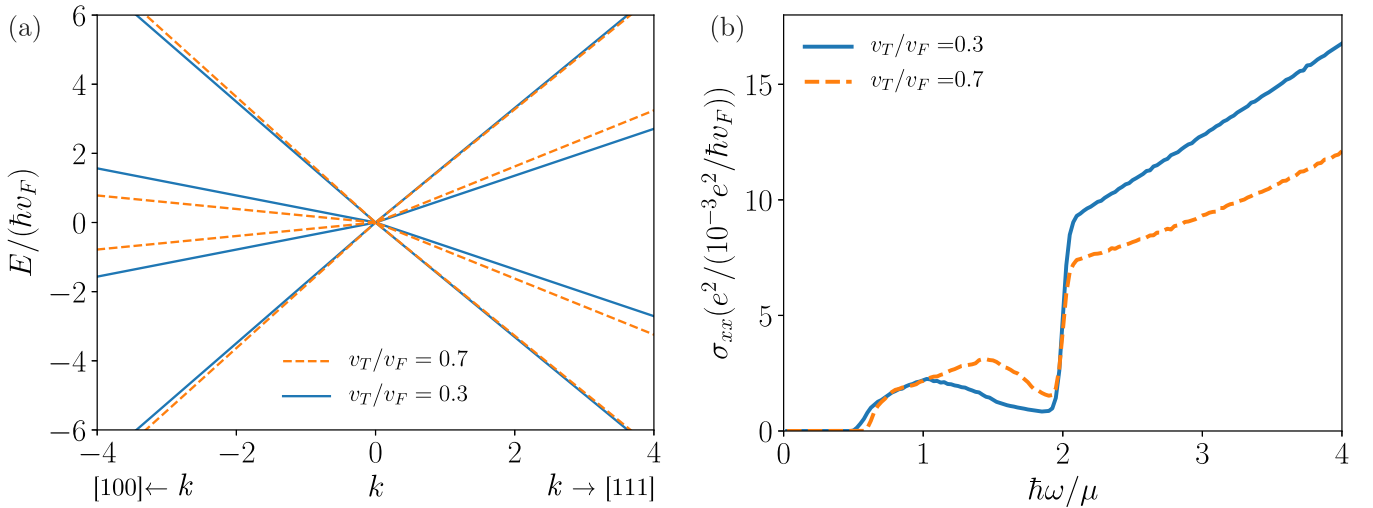 (a)
6
4
2
0
−2
−4
−6
E/(ħv_F)
v_T/v_F = 0.7
v_T/v_F = 0.3
−4
−2
0
2
4
[100]← k
k
k → [111]
(b)
15
10
5
0
σ_xx(e²/(10⁻³e²/ħv_F))
v_T/v_F =0.3
v_T/v_F =0.7
0
1
2
3
4
ħω/μ